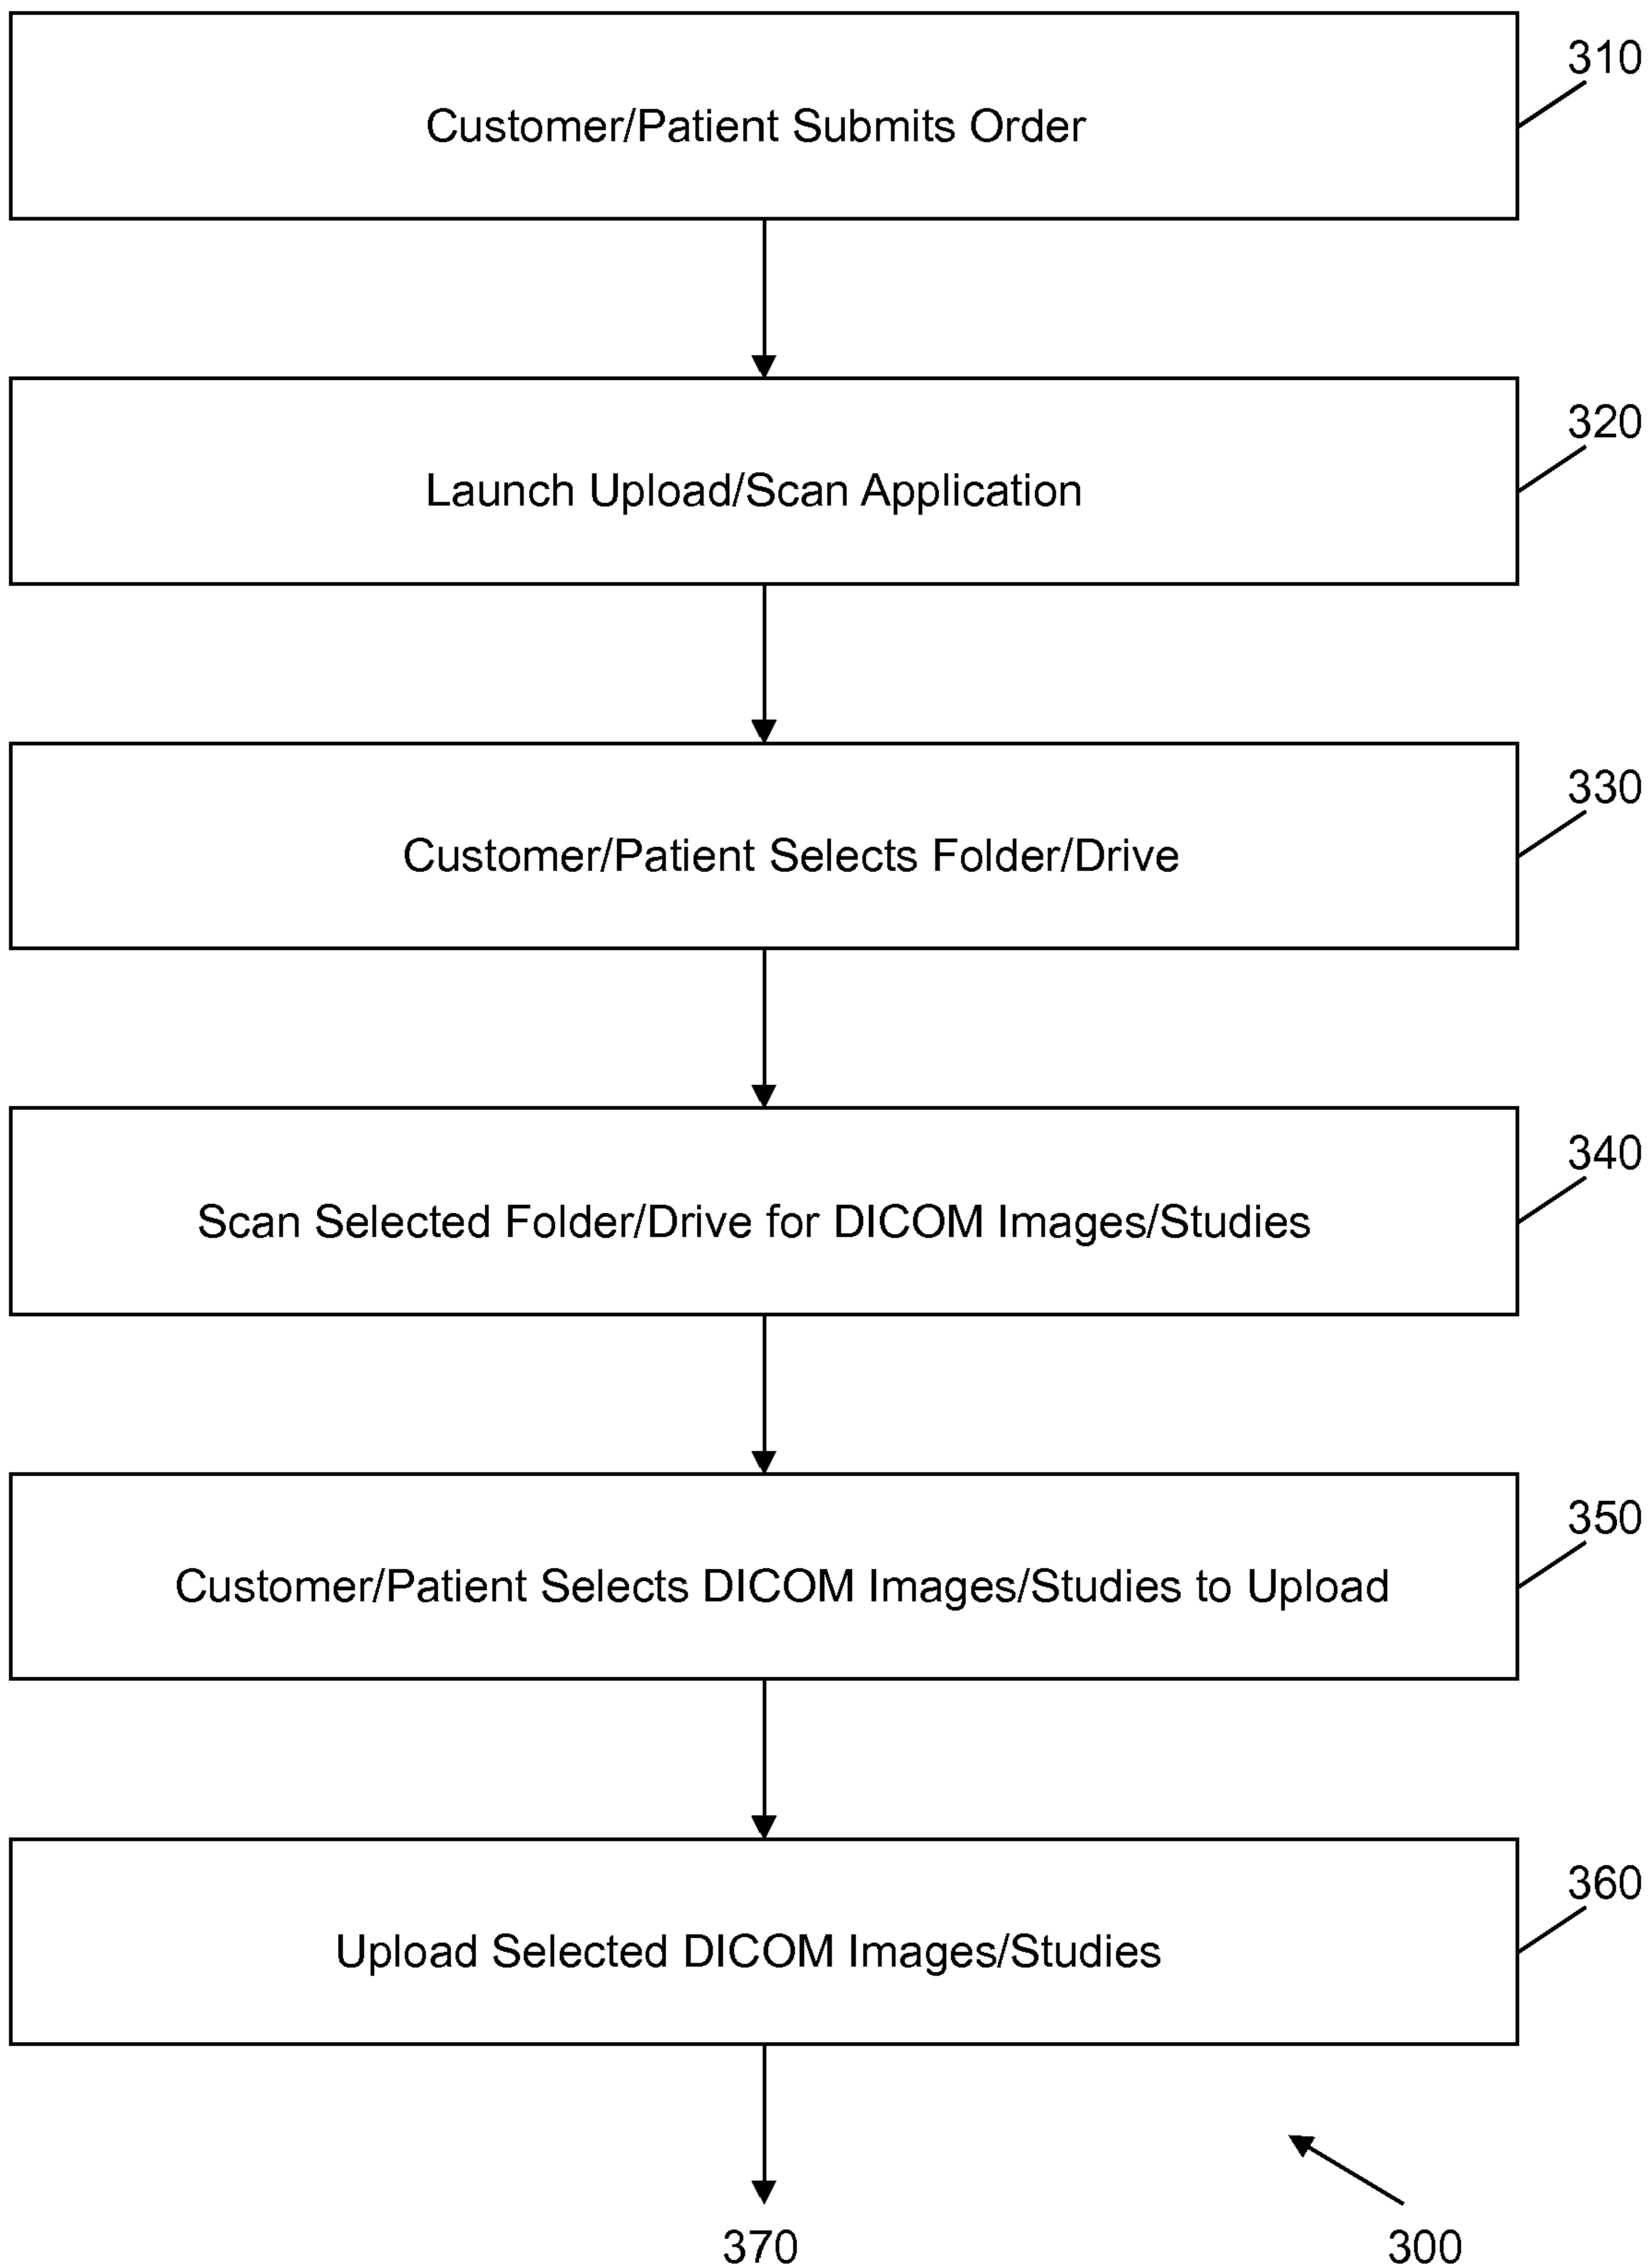 310
Customer/Patient Submits Order
320
Launch Upload/Scan Application
330
Customer/Patient Selects Folder/Drive
340
Scan Selected Folder/Drive for DICOM Images/Studies
350
Customer/Patient Selects DICOM Images/Studies to Upload
360
Upload Selected DICOM Images/Studies
370
300